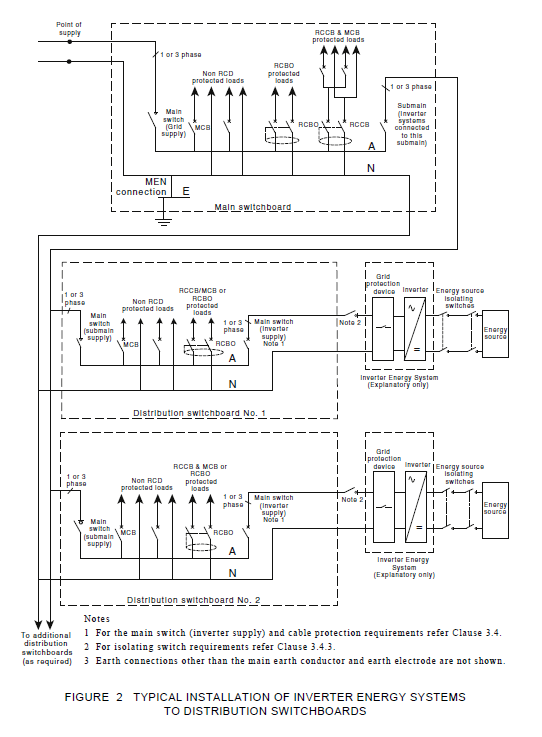 Point of
supply
1 or 3 phase
Main
switch
(Grid
supply)
MCB
Non RCD
protected loads
RCBO
protected
loads
RCBO
RCCB & MCB
protected loads
RCCB
1 or 3 phase
Submain
(Inverter
systems
connected
to this
submain)
A
N
MEN
connection
E
Main switchboard
1 or 3
phase
Main
switch
(submain
supply)
MCB
Non RCD
protected loads
RCCB/MCB or
RCBO
protected
loads
RCBO
1 or 3
phase
Main switch
(inverter
supply)
Note 1
A
N
Distribution switchboard No. 1
Note 2
Grid
protection
device
Inverter
~
=
Energy source
isolating
switches
Energy
source
Inverter Energy System
(Explanatory only)
1 or 3
phase
Main
switch
(submain
supply)
MCB
Non RCD
protected loads
RCCB & MCB or
RCBO
protected
loads
RCBO
1 or 3
phase
Main switch
(inverter
supply)
Note 1
A
N
Distribution switchboard No. 2
Note 2
Grid
protection
device
Inverter
~
=
Energy source
isolating
switches
Energy
source
Inverter Energy
System
(Explanatory only)
To additional
distribution
switchboards
(as required)
Notes
1 For the main switch (inverter supply) and cable protection requirements refer Clause 3.4.
2 For isolating switch requirements refer Clause 3.4.3.
3 Earth connections other than the main earth conductor and earth electrode are not shown.
FIGURE 2 TYPICAL INSTALLATION OF INVERTER ENERGY SYSTEMS
TO DISTRIBUTION SWITCHBOARDS